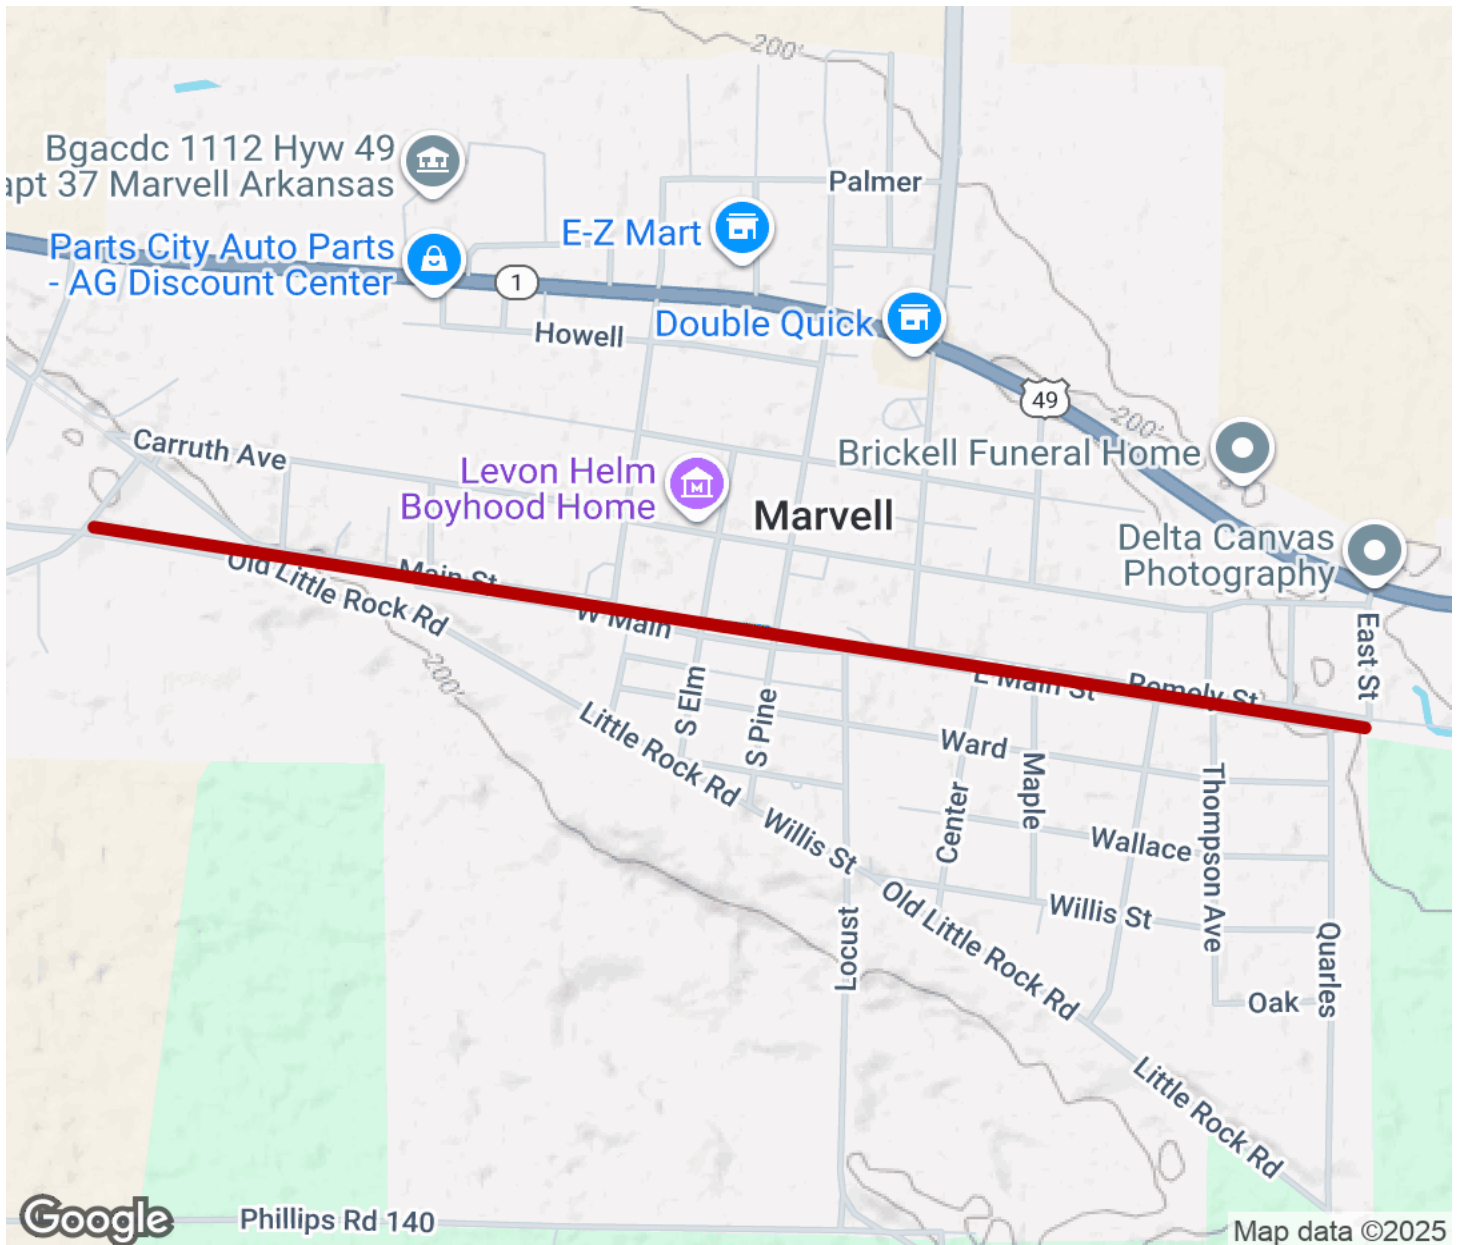 200'
Bgacdc 1112 Hyw 49
apt 37 Marvell Arkansas
Palmer
E-Z Mart
Parts City Auto Parts
- AG Discount Center
1
Howell
Double Quick
49
200'
Carruth Ave
Brickell Funeral Home
Levon Helm
Boyhood Home
Marvell
Delta Canvas
Photography
Old Little Rock Rd
Main St
W Main
East St
200'
E Main St
Pemely St
S Elm
S Pine
Little Rock Rd
Ward
Maple
Center
Thompson Ave
Willis St
Wallace
Old Little Rock Rd
Willis St
Locust
Quarles
Oak
Little Rock Rd
Phillips Rd 140
Google
Map data ©2025